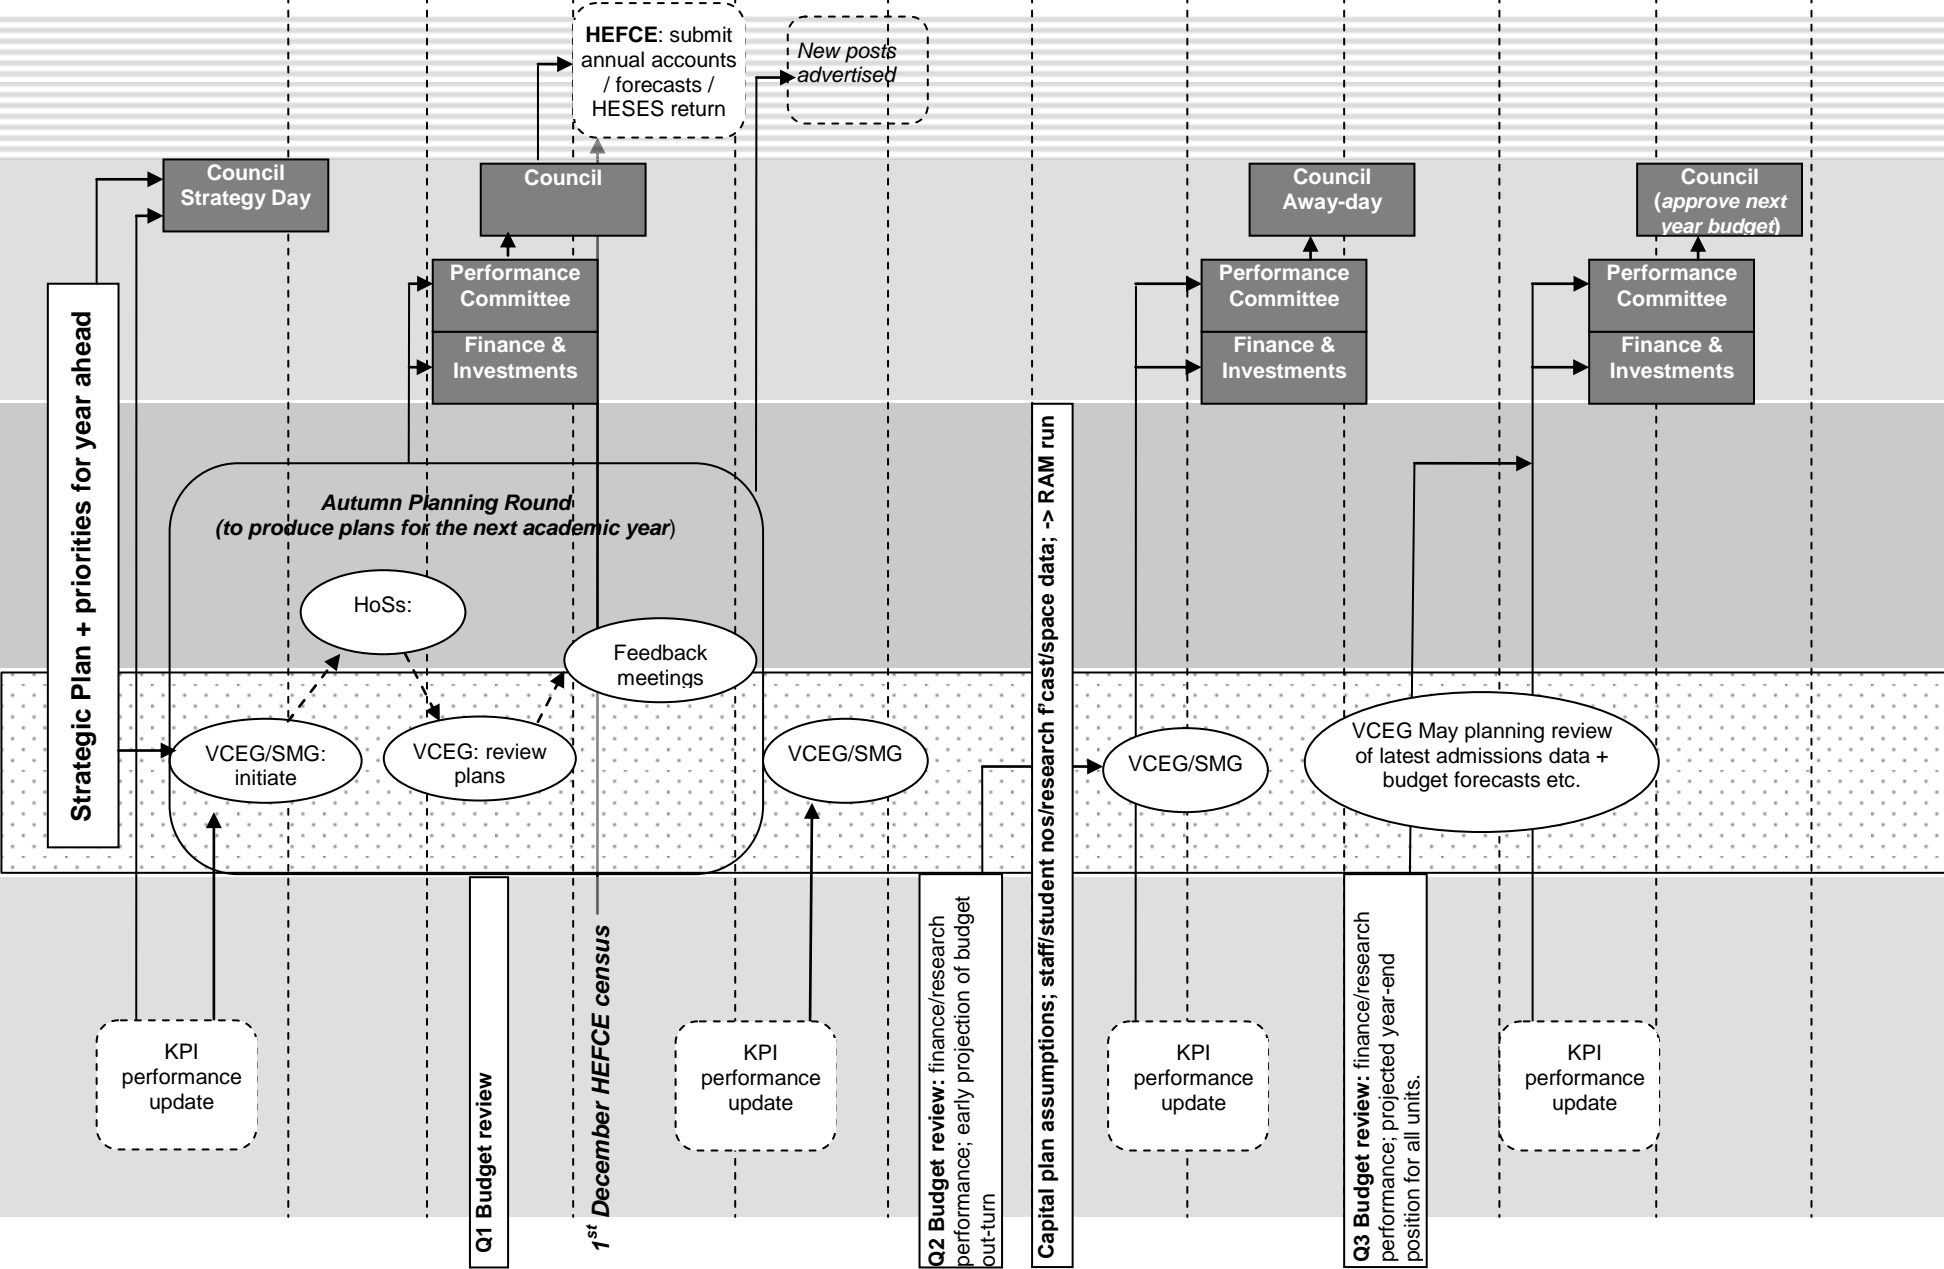 HEFCE: submit
annual accounts
/ forecasts /
HESES return
New posts
advertised
Council
Strategy Day
Council
Council
Away-day
Council
(approve next
year budget)
Performance
Committee
Finance &
Investments
Performance
Committee
Finance &
Investments
Performance
Committee
Finance &
Investments
Strategic Plan + priorities for year ahead
Autumn Planning Round
(to produce plans for the next academic year)
HoSs:
Feedback
meetings
VCEG/SMG:
initiate
VCEG: review
plans
VCEG/SMG
VCEG/SMG
VCEG May planning review
of latest admissions data +
budget forecasts etc.
Capital plan assumptions; staff/student nos/research f'cast/space data; -> RAM run
KPI
performance
update
Q1 Budget review
1st December HEFCE census
KPI
performance
update
Q2 Budget review: finance/research
performance; early projection of budget
out-turn
KPI
performance
update
Q3 Budget review: finance/research
performance; projected year-end
position for all units.
KPI
performance
update